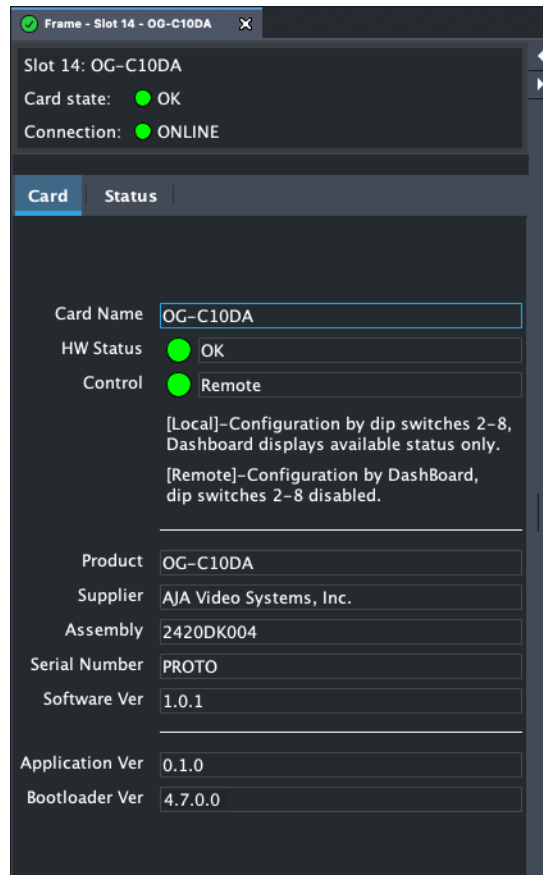 Frame - Slot 14 - OG-C10DA
Slot 14: OG-C10DA
Card state: OK
Connection: ONLINE
Card Status
Card Name OG-C10DA
HW Status OK
Control Remote
[Local]-Configuration by dip switches 2-8,
Dashboard displays available status only.
[Remote]-Configuration by DashBoard,
dip switches 2-8 disabled.
Product OG-C10DA
Supplier AJA Video Systems, Inc.
Assembly 2420DK004
Serial Number PROTO
Software Ver 1.0.1
Application Ver 0.1.0
Bootloader Ver 4.7.0.0